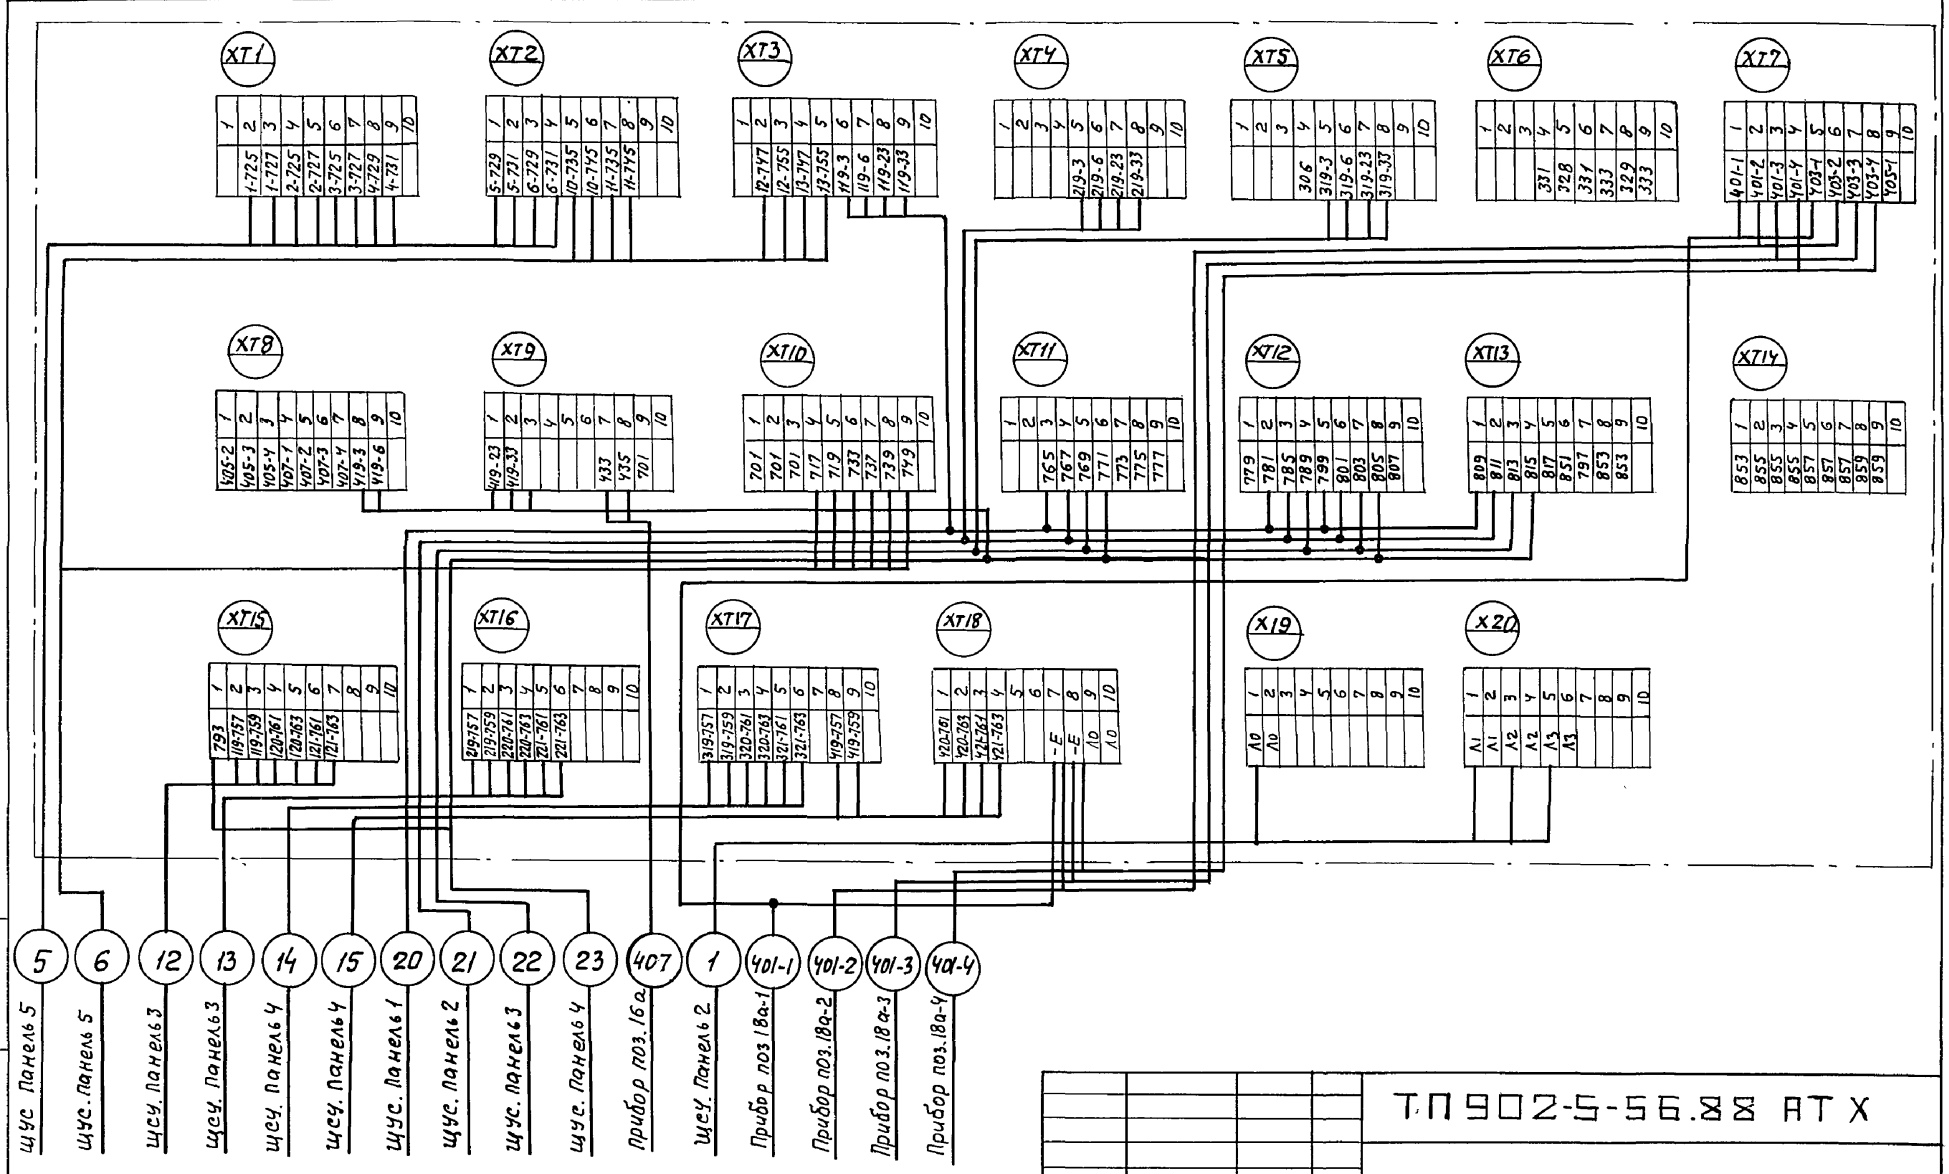 XT1
1 2 3 4 5 6 7 8 9 10
1-725 1-727 2-725 2-727 3-725 3-727 4-729 4-731
XT2
1 2 3 4 5 6 7 8 9 10
5-729 5-731 6-729 6-731 10-735 10-745 11-735 11-745
XT3
1 2 3 4 5 6 7 8 9 10
12-747 12-755 13-747 13-755 119-3 119-6 119-23 119-33
XT4
1 2 3 4 5 6 7 8 9 10
219-3 219-6 219-23 219-33
XT5
1 2 3 4 5 6 7 8 9 10
306 319-3 319-6 319-23 319-33
XT6
1 2 3 4 5 6 7 8 9 10
331 328 331 333 329 333
XT7
1 2 3 4 5 6 7 8 9 10
401-1 401-2 401-3 401-4 403-1 403-2 403-3 403-4 405-1
XT8
1 2 3 4 5 6 7 8 9 10
405-2 405-3 405-4 407-1 407-2 407-3 407-4 419-3 419-6
XT9
1 2 3 4 5 6 7 8 9 10
419-23 419-33 433 435 701
XT10
1 2 3 4 5 6 7 8 9 10
701 701 701 717 719 733 737 739 749
XT11
1 2 3 4 5 6 7 8 9 10
765 767 769 771 773 775 777
XT12
1 2 3 4 5 6 7 8 9 10
779 781 785 789 799 801 803 805 807
XT13
1 2 3 4 5 6 7 8 9 10
809 811 813 815 817 851 797 853 853
XT14
1 2 3 4 5 6 7 8 9 10
853 855 855 855 857 857 857 859 859
XT15
1 2 3 4 5 6 7 8 9 10
793 119-757 119-759 120-761 120-763 121-761 121-763
XT16
1 2 3 4 5 6 7 8 9 10
219-757 219-759 220-761 220-763 221-761 221-763
XT17
1 2 3 4 5 6 7 8 9 10
319-757 319-759 320-761 320-763 321-761 321-763 419-757 419-759
XT18
1 2 3 4 5 6 7 8 9 10
420-761 420-763 421-761 421-763 -E -E Л0 Л0
X19
1 2 3 4 5 6 7 8 9 10
Л0 Л0
X20
1 2 3 4 5 6 7 8 9 10
Л1 Л1 Л2 Л2 Л3 Л3
5 6 12 13 14 15 20 21 22 23 407 1 401-1 401-2 401-3 401-4
ЩУС Панель 5
ЩУС. Панель 5
ЩСУ. Панель 3
ЩСУ. Панель 3
ЩСУ. Панель 4
ЩСУ. Панель 4
ЩУС. Панель 1
ЩУС. Панель 2
ЩУС. Панель 3
ЩУС. Панель 4
Прибор поз. 16а
ЩСУ. Панель 2
Прибор поз 18а-1
Прибор поз.18а-2
Прибор поз.18а-3
Прибор поз.18а-4
ТП 902-5-56.88 АТХ